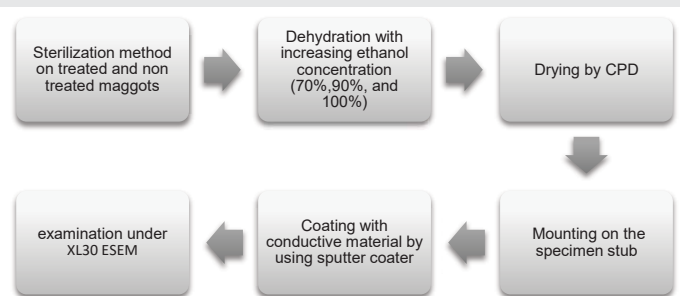 Sterilization method
on treated and non
treated maggots
Dehydration with
increasing ethanol
concentration
(70%,90%, and
100%)
Drying by CPD
Mounting on the
specimen stub
Coating with
conductive material by
using sputter coater
examination under
XL30 ESEM